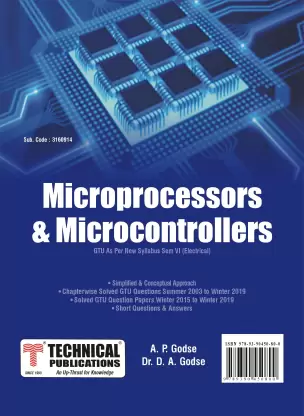 Sub. Code : 3160914
Microprocessors
& Microcontrollers
GTU As Per New Syllabus Sem VI (Electrical)
• Simplified & Conceptual Approach
• Chapterwise Solved GTU Questions Summer 2003 to Winter 2019
• Solved GTU Question Papers Winter 2015 to Winter 2019
• Short Questions & Answers
TECHNICAL
PUBLICATIONS
SINCE 1993
An Up-Thrust for Knowledge
A. P. Godse
Dr. D. A. Godse